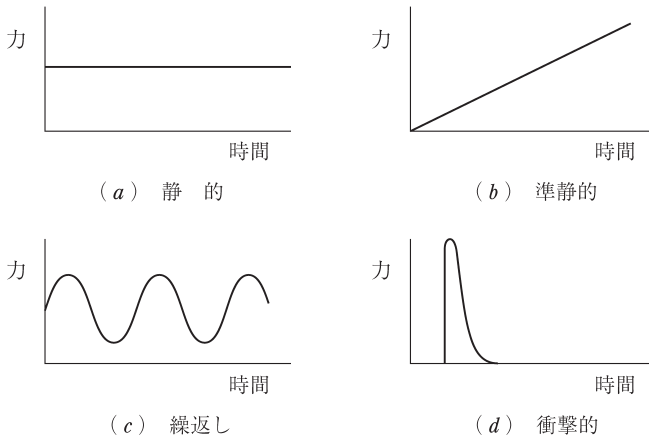 力
時間
(a) 静 的
力
時間
(b) 準静的
力
時間
(c) 繰返し
力
時間
(d) 衝撃的